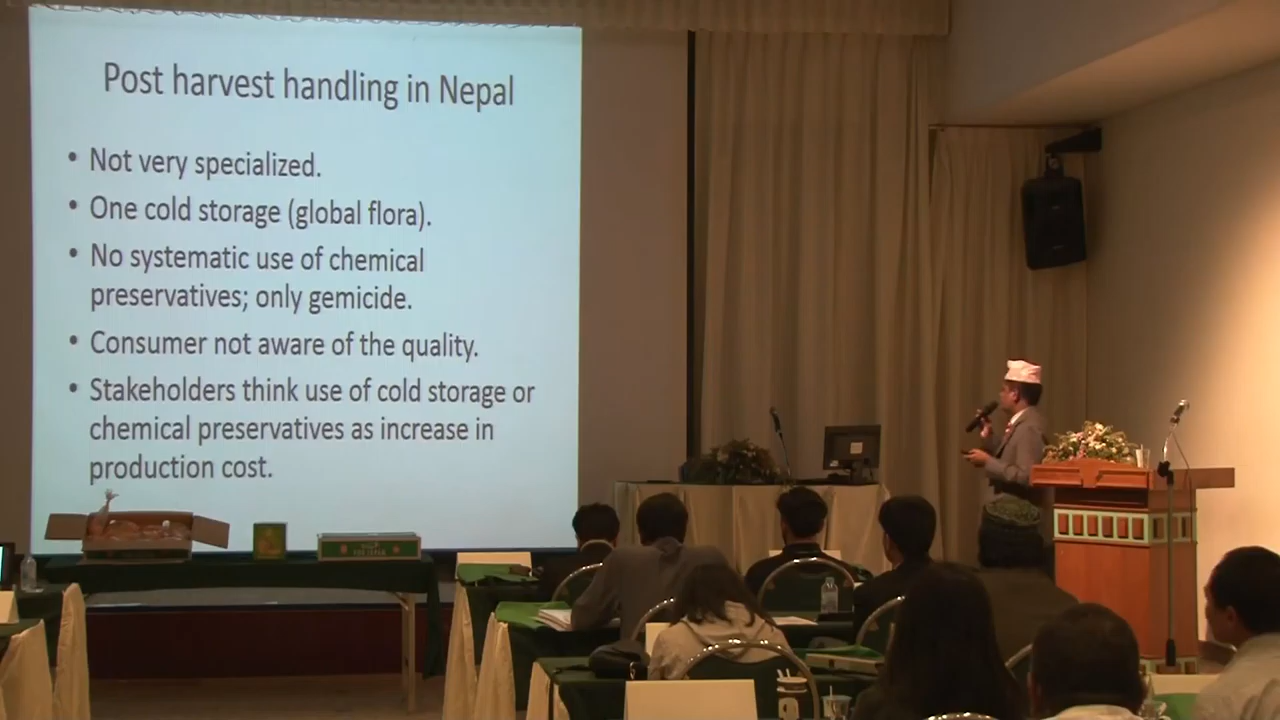 Post harvest handling in Nepal
• Not very specialized.
• One cold storage (global flora).
• No systematic use of chemical
preservatives; only gemicide.
• Consumer not aware of the quality.
• Stakeholders think use of cold storage or
chemical preservatives as increase in
production cost.